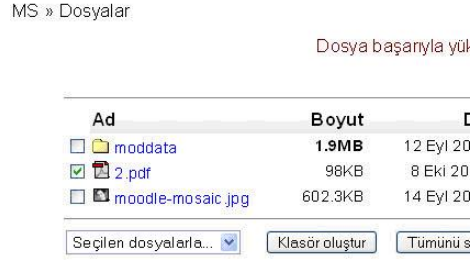 MS » Dosyalar
Dosya başarıyla
Ad Boyut
moddata 1.9MB 12 Eyl 20
2.pdf 98KB 8 Eki 20
moodle-mosaic.jpg 602.3KB 14 Eyl 20
Seçilen dosyalarla... Klasör oluştur Tümünü